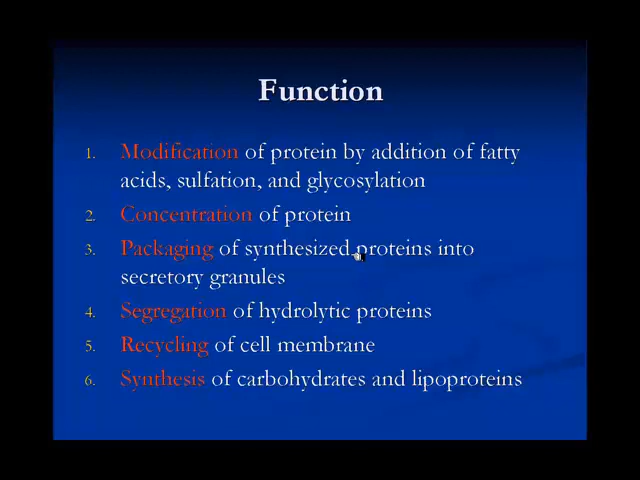 Function
1. Modification of protein by addition of fatty
acids, sulfation, and glycosylation
2. Concentration of protein
3. Packaging of synthesized proteins into
secretory granules
4. Segregation of hydrolytic proteins
5. Recycling of cell membrane
6. Synthesis of carbohydrates and lipoproteins